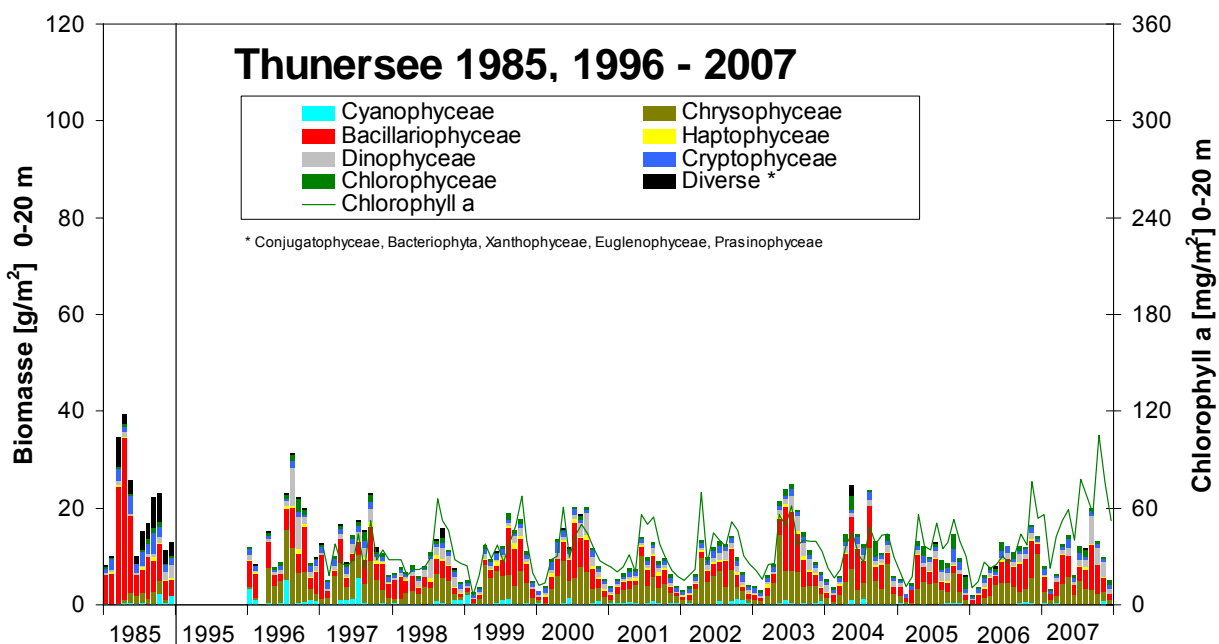 Thunersee 1985, 1996 - 2007
Cyanophyceae Chrysophyceae
Bacillariophyceae Haptophyceae
Dinophyceae Cryptophyceae
Chlorophyceae Diverse *
Chlorophyll a
* Conjugatophyceae, Bacteriophyta, Xanthophyceae, Euglenophyceae, Prasinophyceae
Biomasse [g/m²] 0-20 m
120
100
80
60
40
20
0
Chlorophyll a [mg/m²] 0-20 m
360
300
240
180
120
60
0
1985 1995 1996 1997 1998 1999 2000 2001 2002 2003 2004 2005 2006 2007